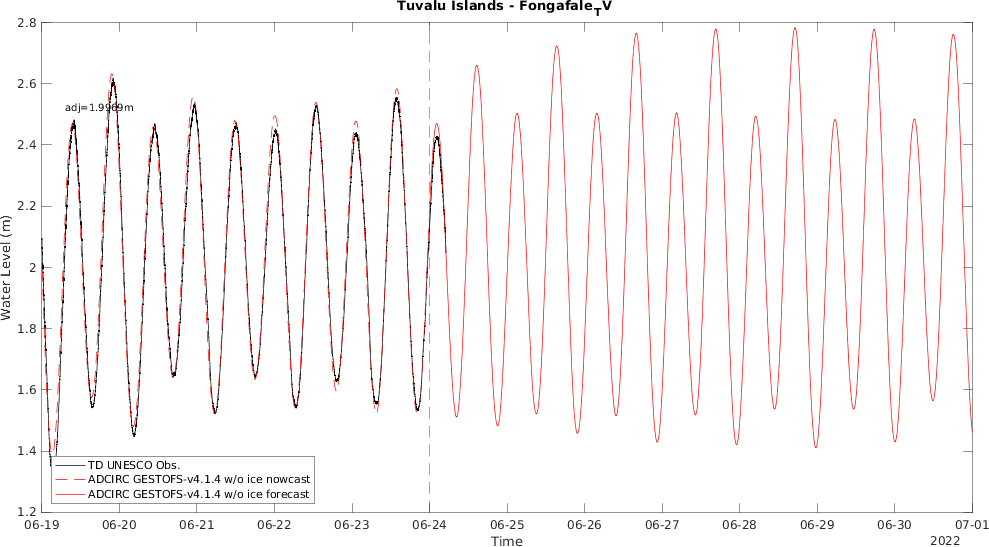 Tuvalu Islands - Fongafale_TV
2.8
2.6
2.4
2.2
2
1.8
1.6
1.4
1.2
Water Level (m)
adj=1.9969m
TD UNESCO Obs.
ADCIRC GESTOFS-v4.1.4 w/o ice nowcast
ADCIRC GESTOFS-v4.1.4 w/o ice forecast
06-19 06-20 06-21 06-22 06-23 06-24 06-25 06-26 06-27 06-28 06-29 06-30 07-01
Time
2022